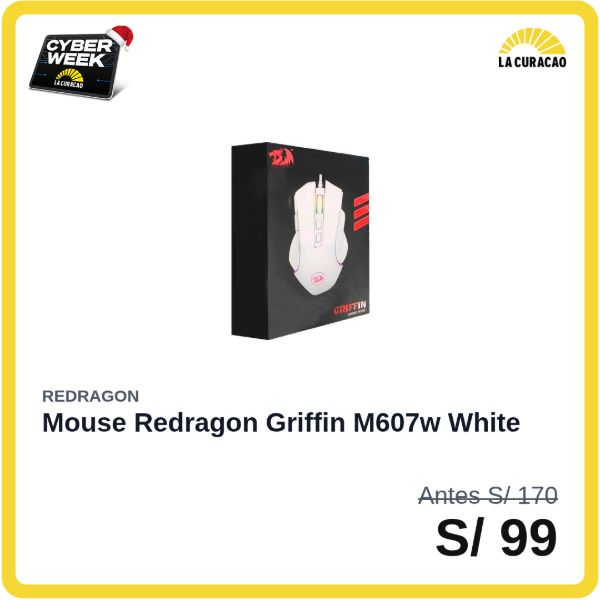 CYBER
WEEK
LA CURACAO
LA CURACAO
GRIFFIN
REDRAGON
Mouse Redragon Griffin M607w White
Antes S/ 170
S/ 99